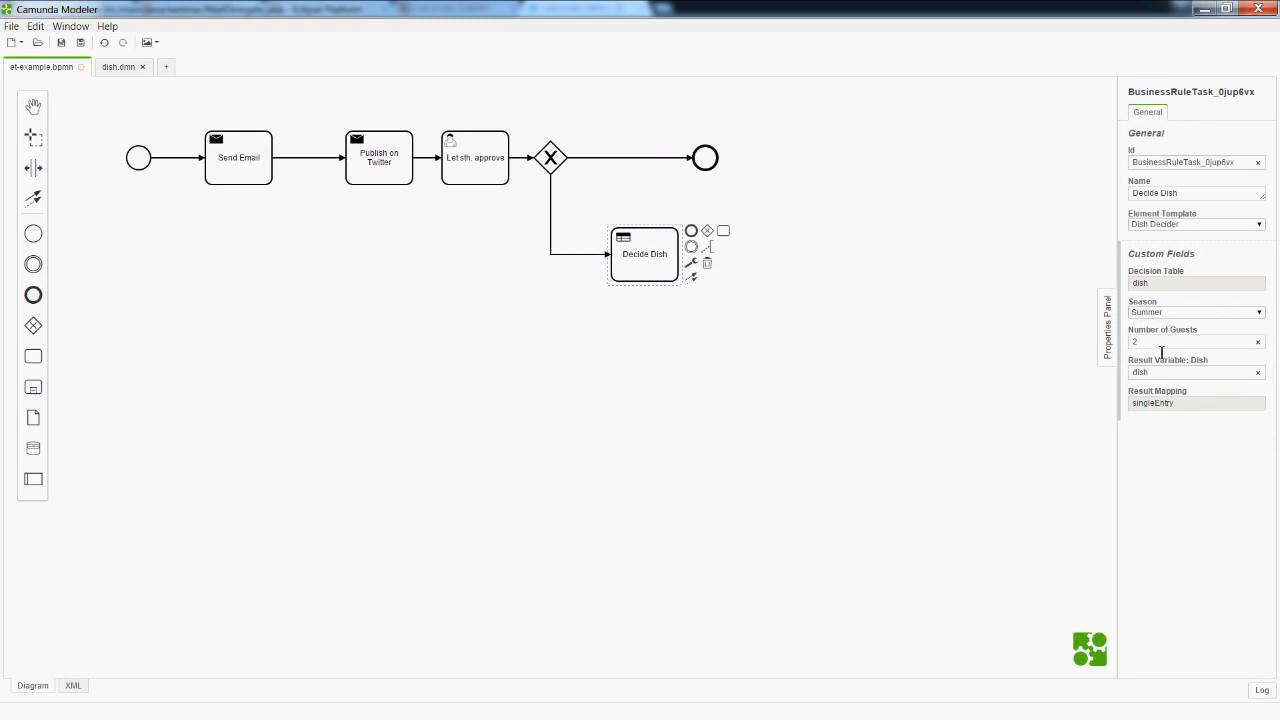 Camunda Modeler
File Edit Window Help
et-example.bpmn
dish.dmn
+
BusinessRuleTask_0jup6vx
General
General
Id
BusinessRuleTask_0jup6vx
Name
Decide Dish
Element Template
Dish Decider
Custom Fields
Decision Table
dish
Season
Summer
Number of Guests
2
Result Variable: Dish
dish
Result Mapping
singleEntry
Properties Panel
Send Email
Publish on
Twitter
Let sth. approve
Decide Dish
Diagram
XML
Log